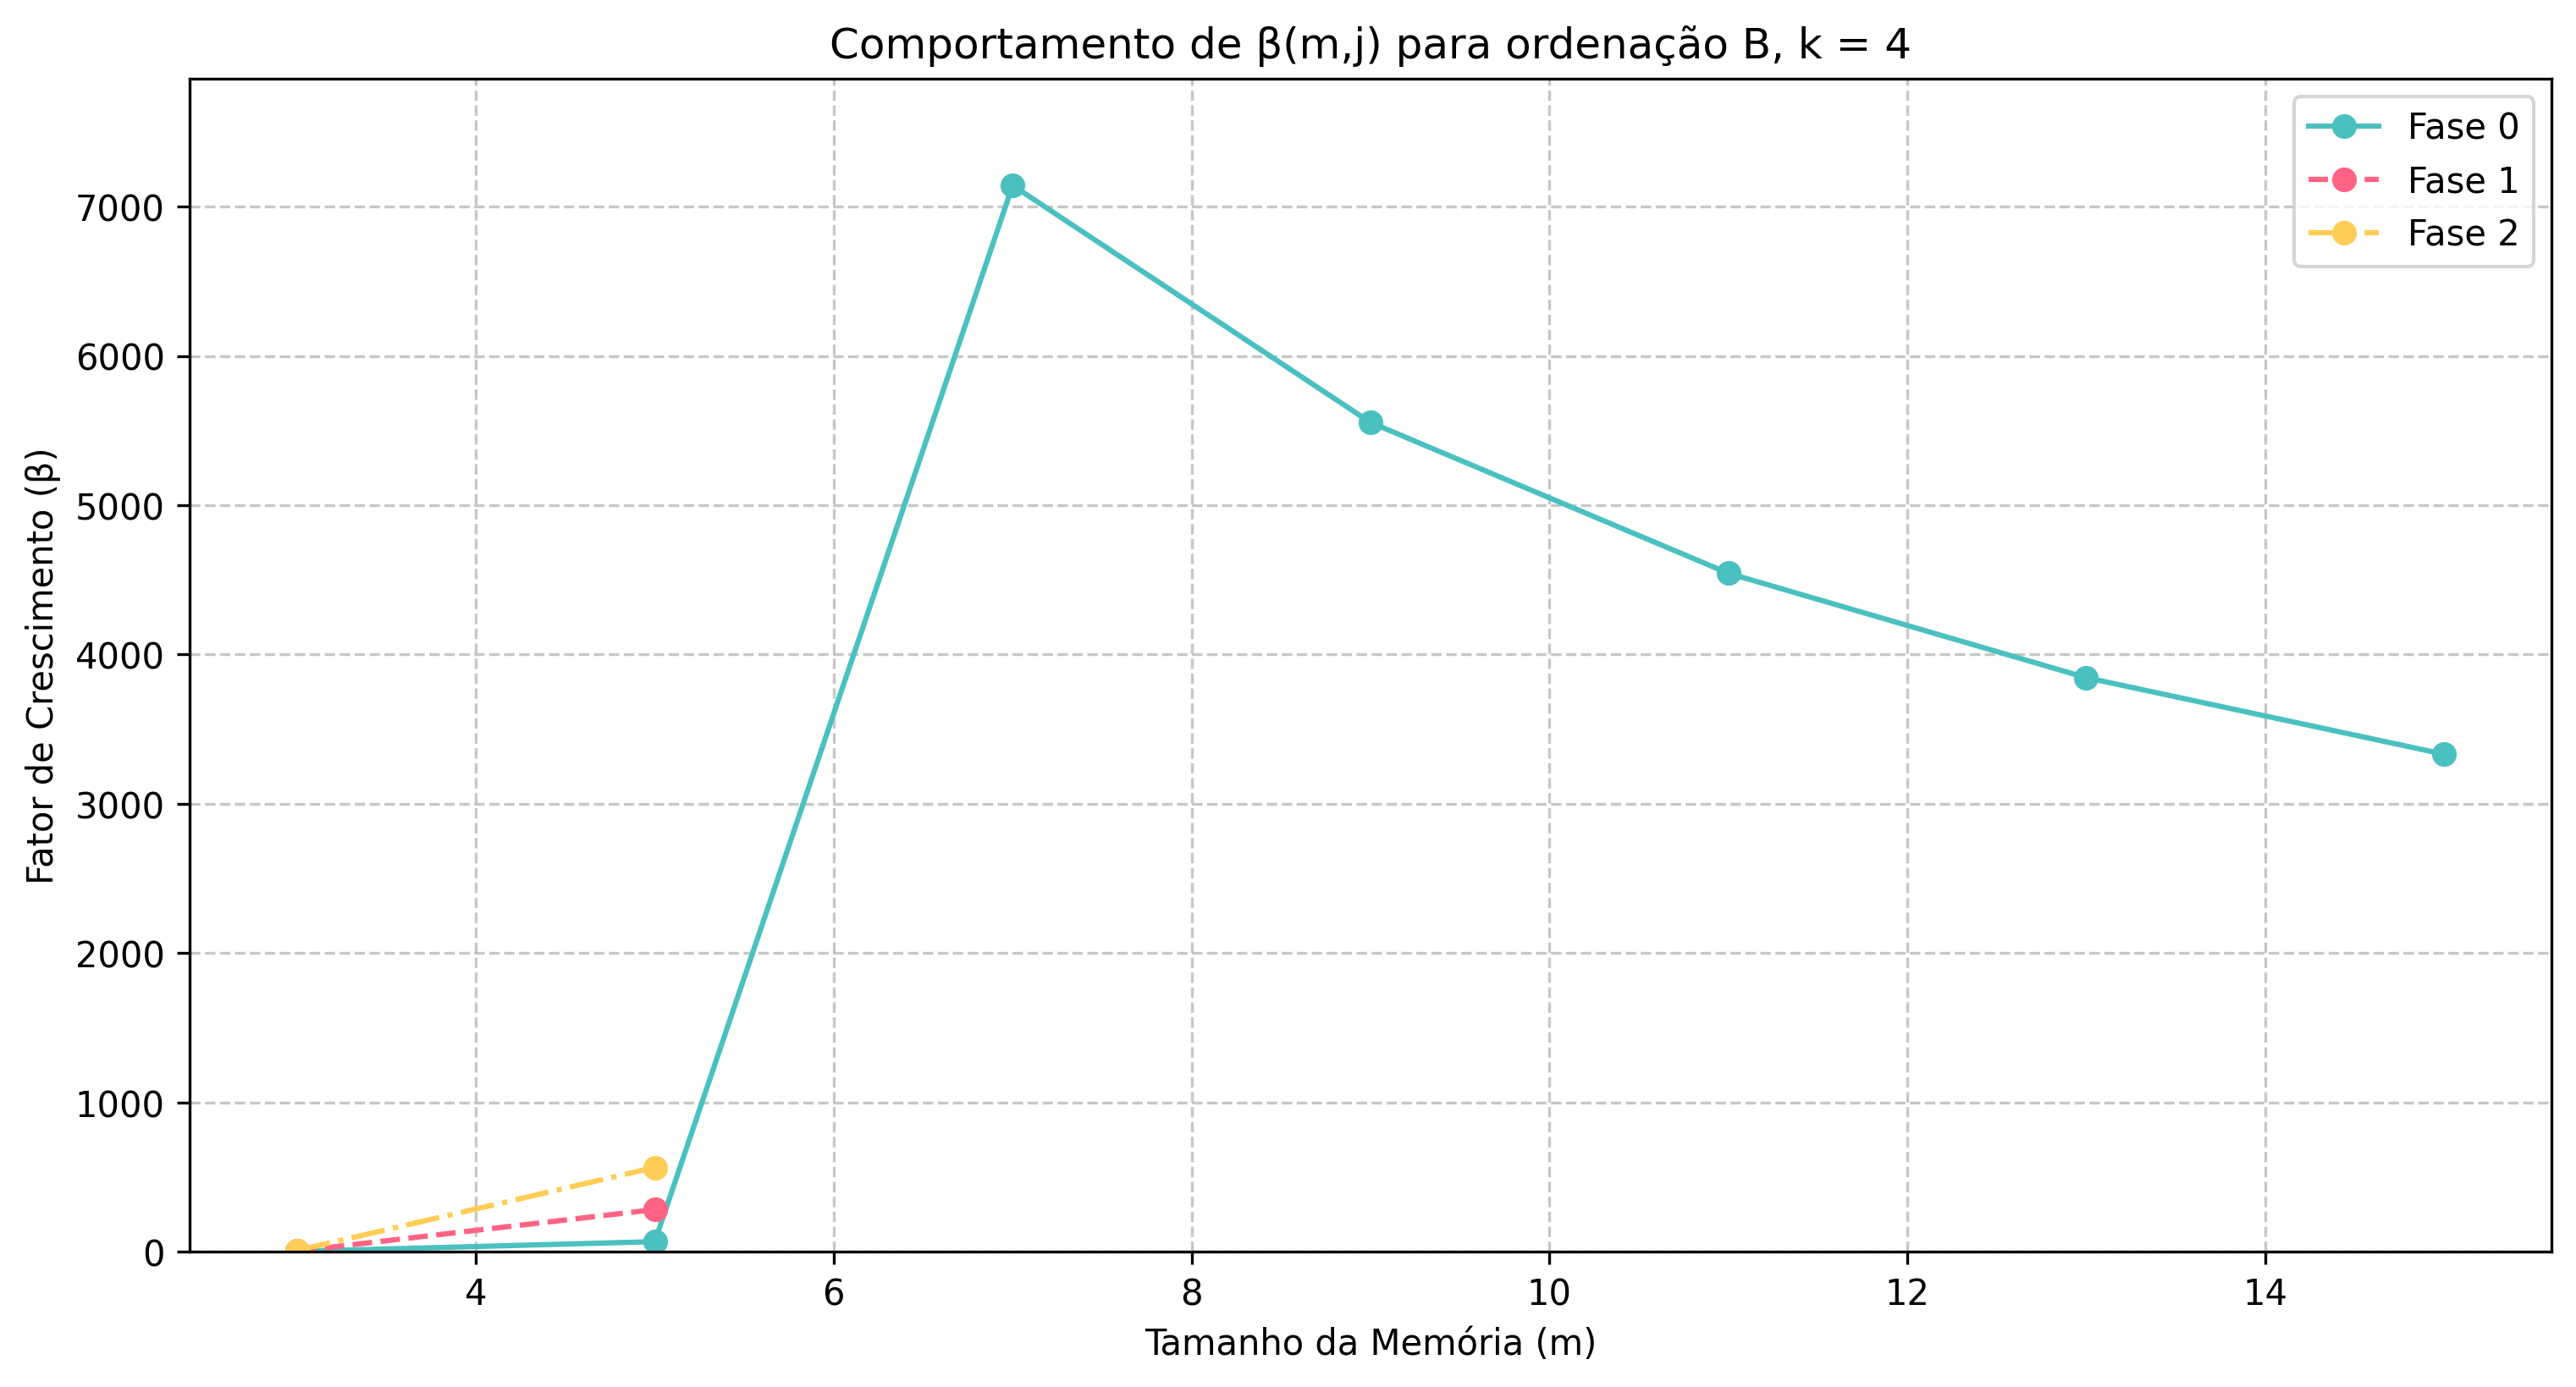 Comportamento de β(m,j) para ordenação B, k = 4
Fase 0
Fase 1
Fase 2
Fator de Crescimento (β)
7000
6000
5000
4000
3000
2000
1000
0
4 6 8 10 12 14
Tamanho da Memória (m)